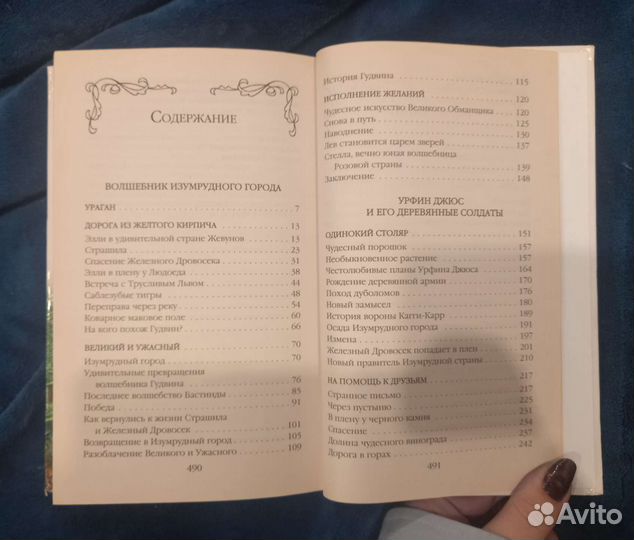 СОДЕРЖАНИЕ
ВОЛШЕБНИК ИЗУМРУДНОГО ГОРОДА
УРАГАН 7
ДОРОГА ИЗ ЖЕЛТОГО КИРПИЧА 13
Элли в удивительной стране Жевунов 13
Страшила 23
Спасение Железного Дровосека 31
Элли в плену у Людоеда 38
Встреча с Трусливым Львом 44
Саблезубые тигры 48
Переправа через реку 54
Коварное маковое поле 60
На кого похож Гудвин? 66
ВЕЛИКИЙ И УЖАСНЫЙ 70
Изумрудный город 70
Удивительные превращения
волшебника Гудвина 76
Последнее волшебство Бастинды 85
Победа 91
Как вернулись к жизни Страшила
и Железный Дровосек 101
Возвращение в Изумрудный город 105
Разоблачение Великого и Ужасного 109
490
История Гудвина 115
ИСПОЛНЕНИЕ ЖЕЛАНИЙ 120
Чудесное искусство Великого Обманщика 120
Снова в путь 125
Наводнение 130
Лев становится царем зверей 137
Стелла, вечно юная волшебница
Розовой страны 139
Заключение 148
УРФИН ДЖЮС
И ЕГО ДЕРЕВЯННЫЕ СОЛДАТЫ
ОДИНОКИЙ СТОЛЯР 151
Чудесный порошок 157
Необыкновенное растение 157
Честолюбивые планы Урфина Джюса 164
Рождение деревянной армии 170
Поход дуболомов 176
Новый замысел 180
История вороны Кагги-Карр 189
Осада Изумрудного города 191
Измена 197
Железный Дровосек попадает в плен 201
Новый правитель Изумрудной страны 210
НА ПОМОЩЬ К ДРУЗЬЯМ 217
Странное письмо 217
Через пустыню 225
В плену у черного камня 231
Спасение 234
Долина чудесного винограда 237
Дорога в горах 242
491
Avito